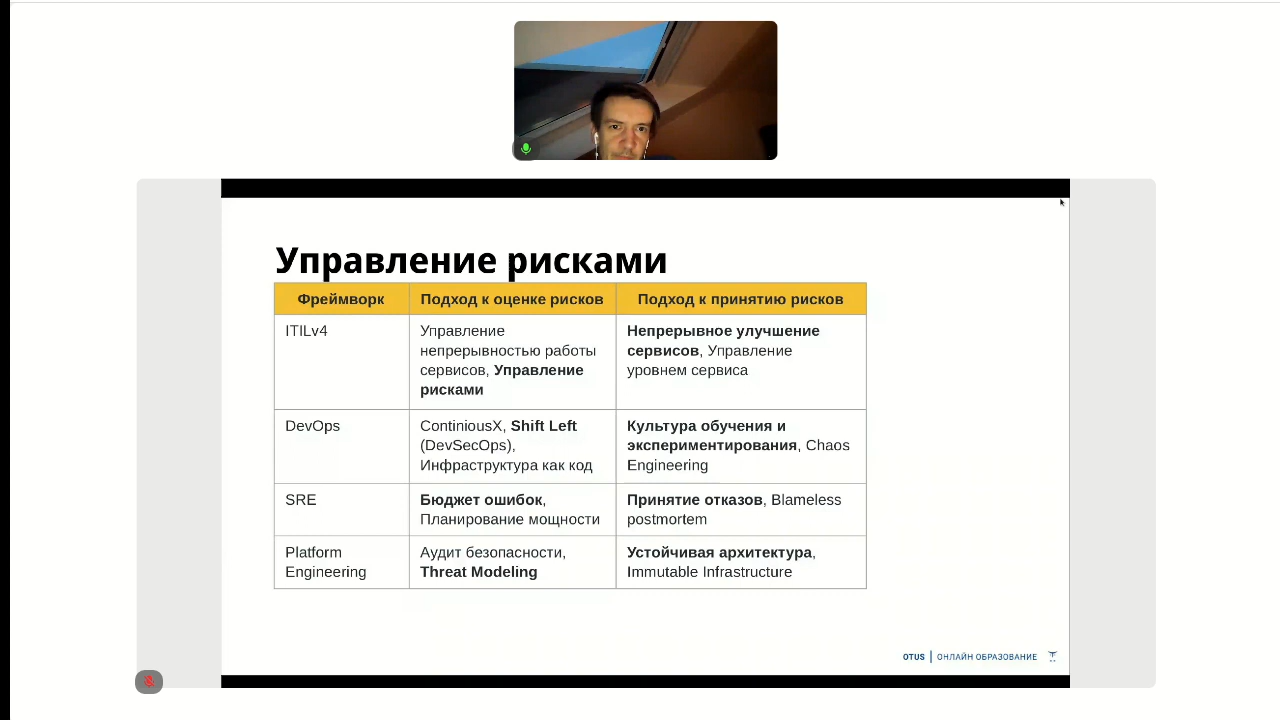 Управление рисками
Фреймворк
Подход к оценке рисков
Подход к принятию рисков
ITILv4
Управление
непрерывностью работы
сервисов, Управление
рисками
Непрерывное улучшение
сервисов, Управление
уровнем сервиса
DevOps
ContiniousX, Shift Left
(DevSecOps),
Инфраструктура как код
Культура обучения и
экспериментирования, Chaos
Engineering
SRE
Бюджет ошибок,
Планирование мощности
Принятие отказов, Blameless
postmortem
Platform
Engineering
Аудит безопасности,
Threat Modeling
Устойчивая архитектура,
Immutable Infrastructure
OTUS | ОНЛАЙН ОБРАЗОВАНИЕ